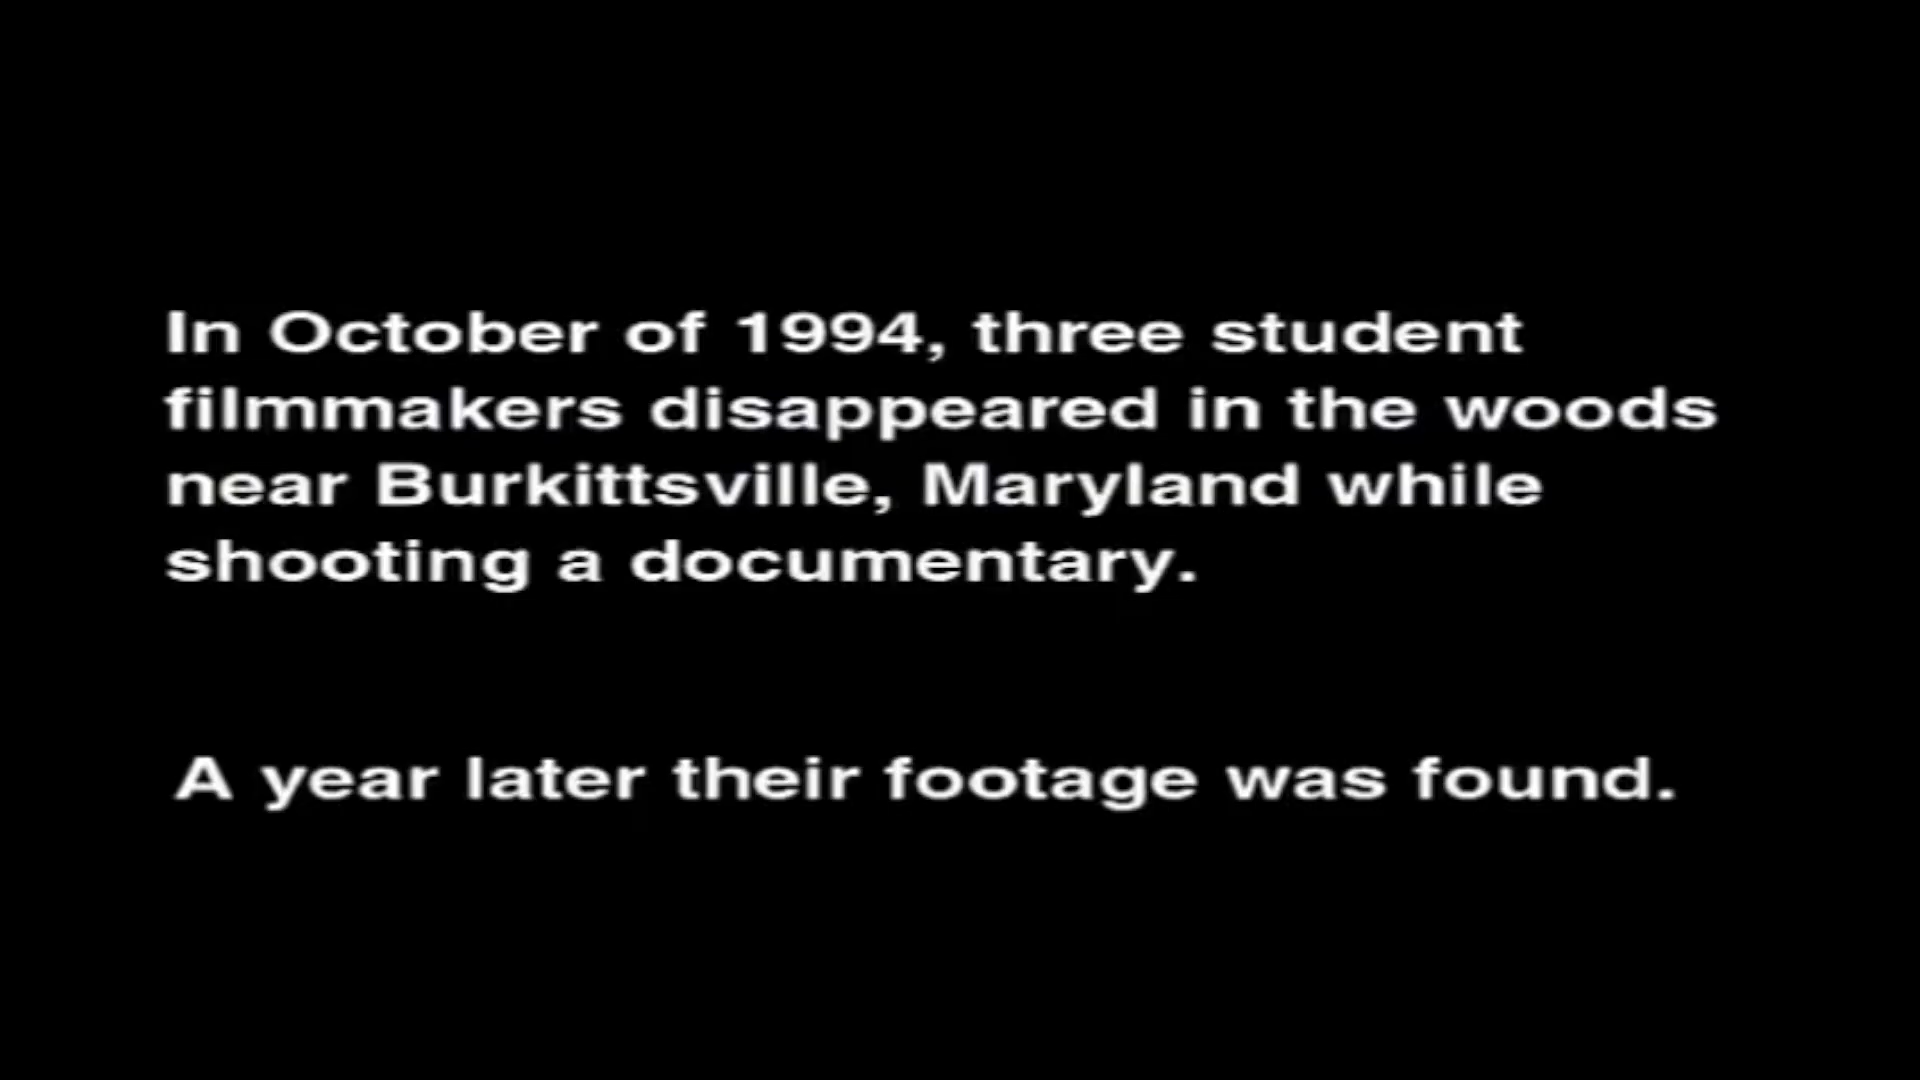 In October of 1994, three student
filmmakers disappeared in the woods
near Burkittsville, Maryland while
shooting a documentary.
A year later their footage was found.